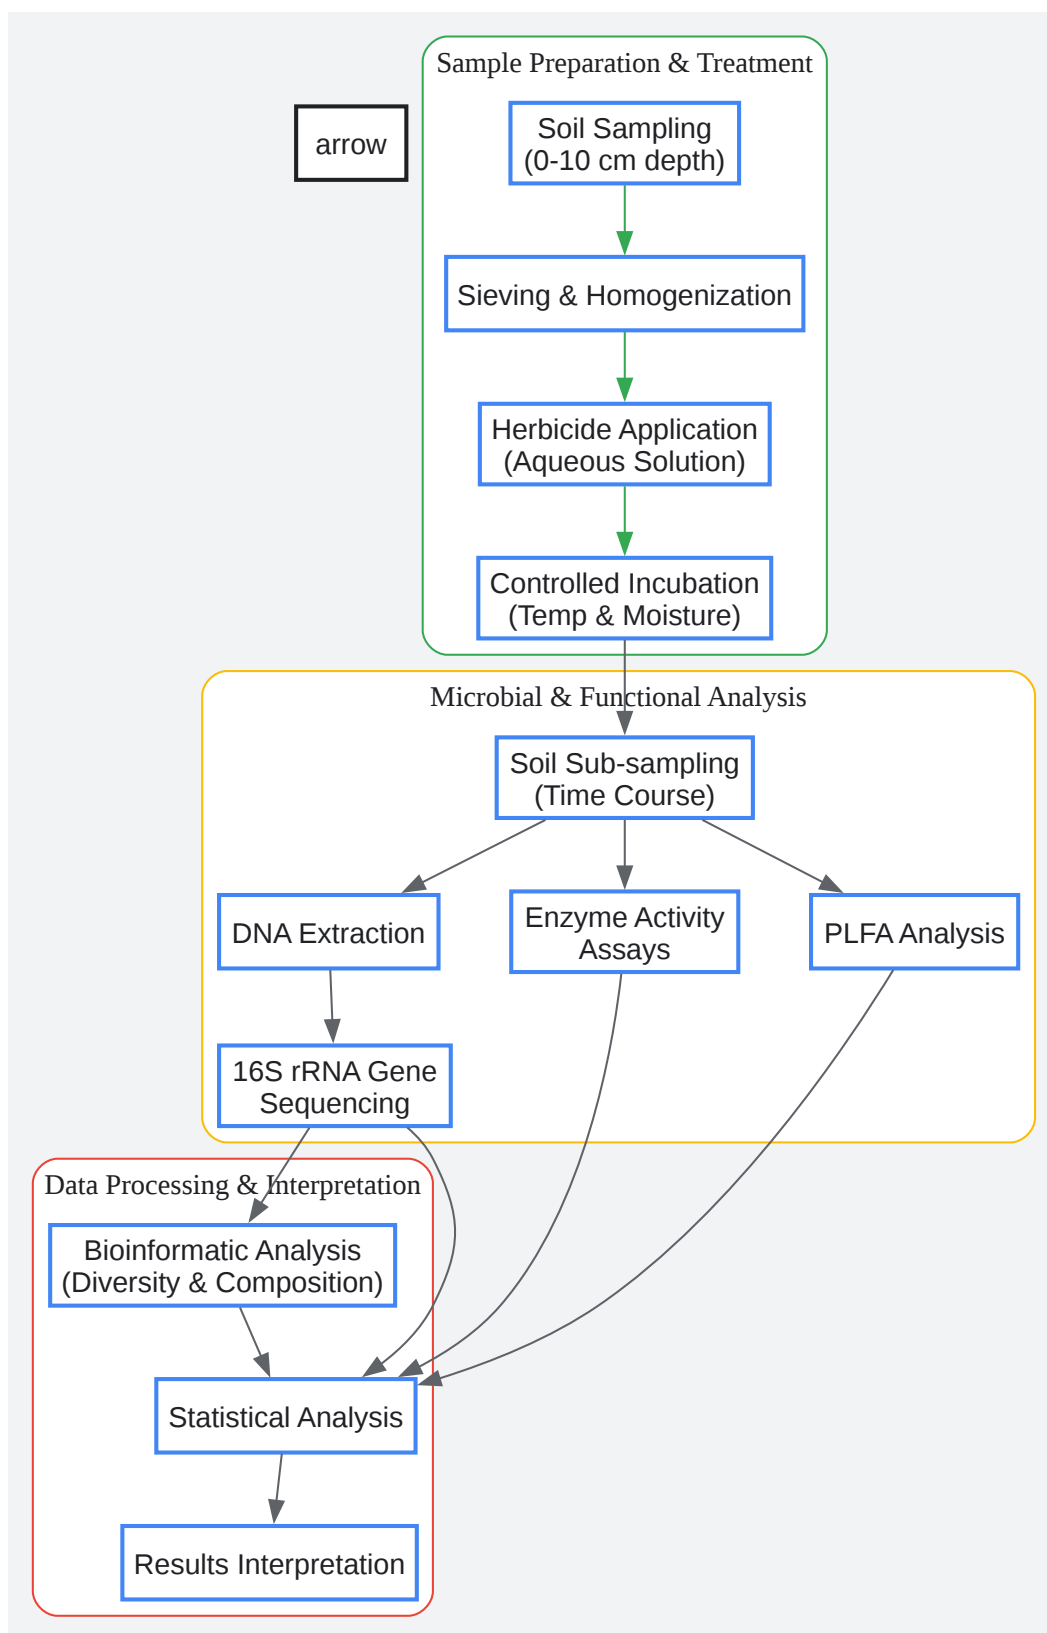 Sample Preparation & Treatment
arrow
Soil Sampling
(0-10 cm depth)
Sieving & Homogenization
Herbicide Application
(Aqueous Solution)
Controlled Incubation
(Temp & Moisture)
Microbial & Functional Analysis
Soil Sub-sampling
(Time Course)
DNA Extraction
Enzyme Activity
Assays
PLFA Analysis
16S rRNA Gene
Sequencing
Data Processing & Interpretation
Bioinformatic Analysis
(Diversity & Composition)
Statistical Analysis
Results Interpretation